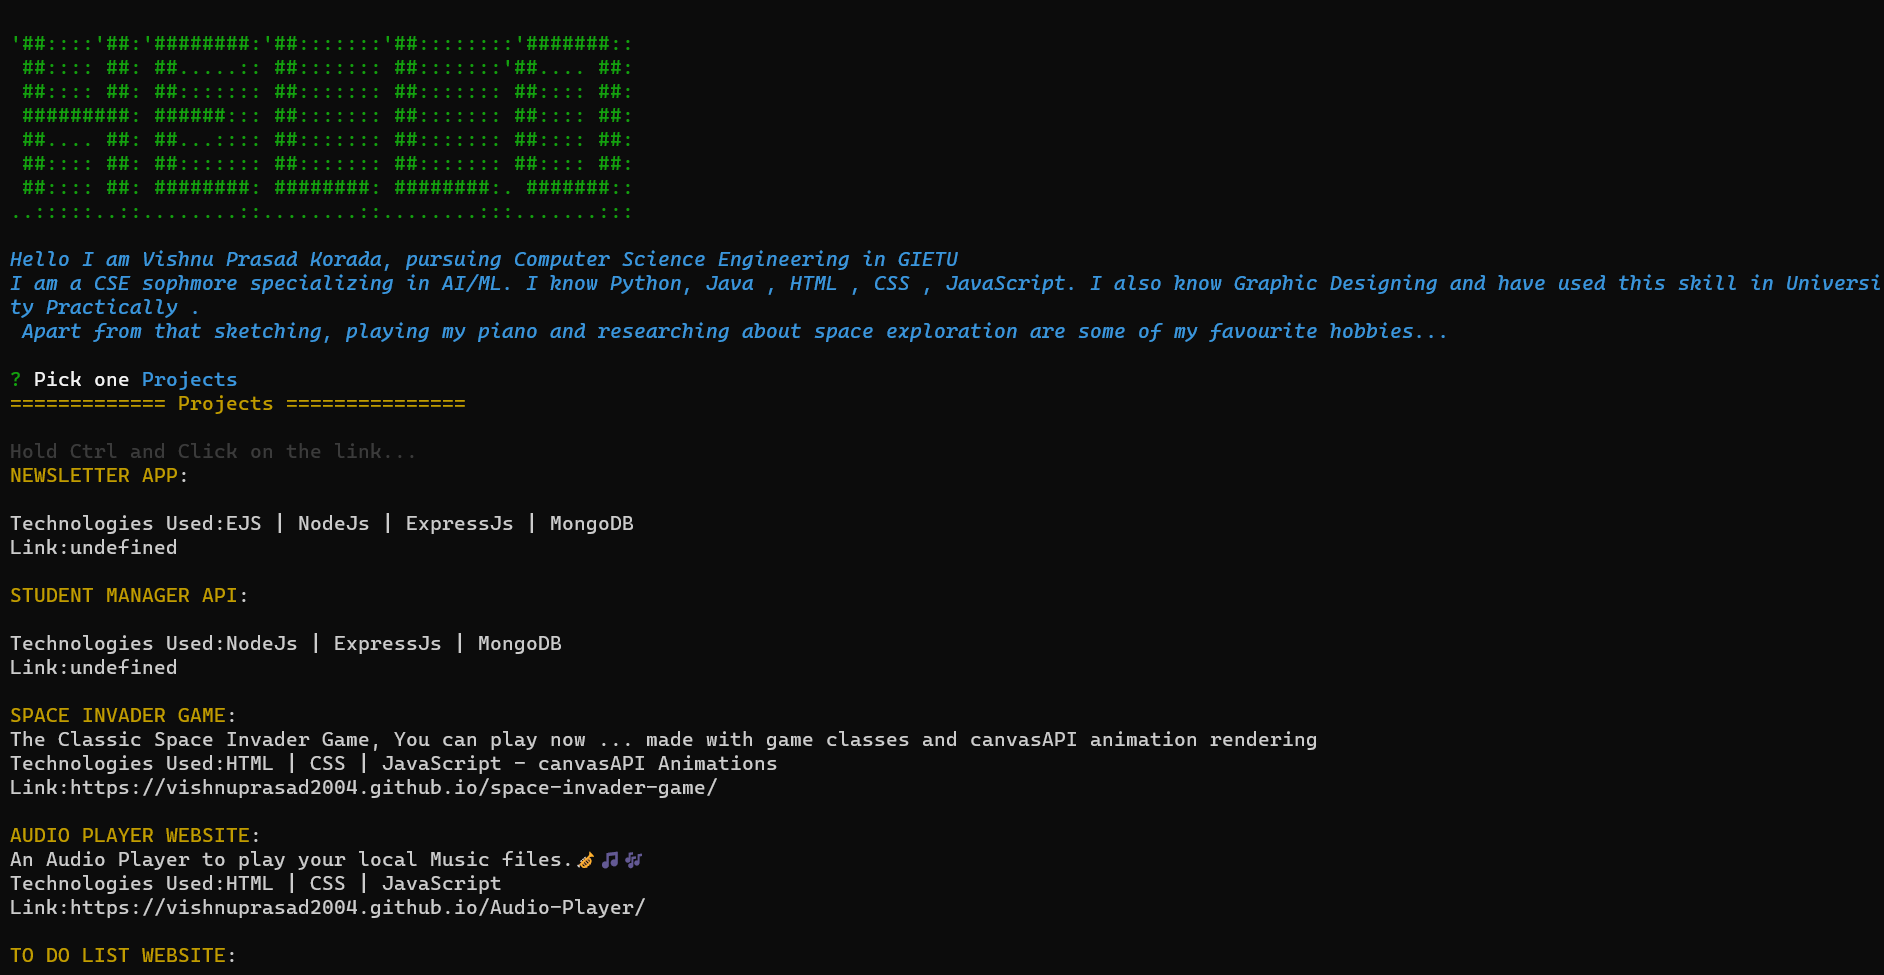 '##::::'##:'########:'##:::::::'##::::::::'#######::
 ##:::: ##: ##.....:: ##::::::: ##:::::::'##.... ##:
 ##:::: ##: ##::::::: ##::::::: ##::::::: ##:::: ##:
 #########: ######::: ##::::::: ##::::::: ##:::: ##:
 ##.... ##: ##...:::: ##::::::: ##::::::: ##:::: ##:
 ##:::: ##: ##::::::: ##::::::: ##::::::: ##:::: ##:
 ##:::: ##: ########: ########: ########:. #######::
..:::::..::........::........::........:::.......:::
Hello I am Vishnu Prasad Korada, pursuing Computer Science Engineering in GIETU
I am a CSE sophmore specializing in AI/ML. I know Python, Java , HTML , CSS , JavaScript. I also know Graphic Designing and have used this skill in Universi
ty Practically .
 Apart from that sketching, playing my piano and researching about space exploration are some of my favourite hobbies...
? Pick one Projects
============= Projects ===============
Hold Ctrl and Click on the link...
NEWSLETTER APP:
Technologies Used:EJS | NodeJs | ExpressJs | MongoDB
Link:undefined
STUDENT MANAGER API:
Technologies Used:NodeJs | ExpressJs | MongoDB
Link:undefined
SPACE INVADER GAME:
The Classic Space Invader Game, You can play now ... made with game classes and canvasAPI animation rendering
Technologies Used:HTML | CSS | JavaScript - canvasAPI Animations
Link:https://vishnuprasad2004.github.io/space-invader-game/
AUDIO PLAYER WEBSITE:
An Audio Player to play your local Music files.🎺🎵🎶
Technologies Used:HTML | CSS | JavaScript
Link:https://vishnuprasad2004.github.io/Audio-Player/
TO DO LIST WEBSITE: